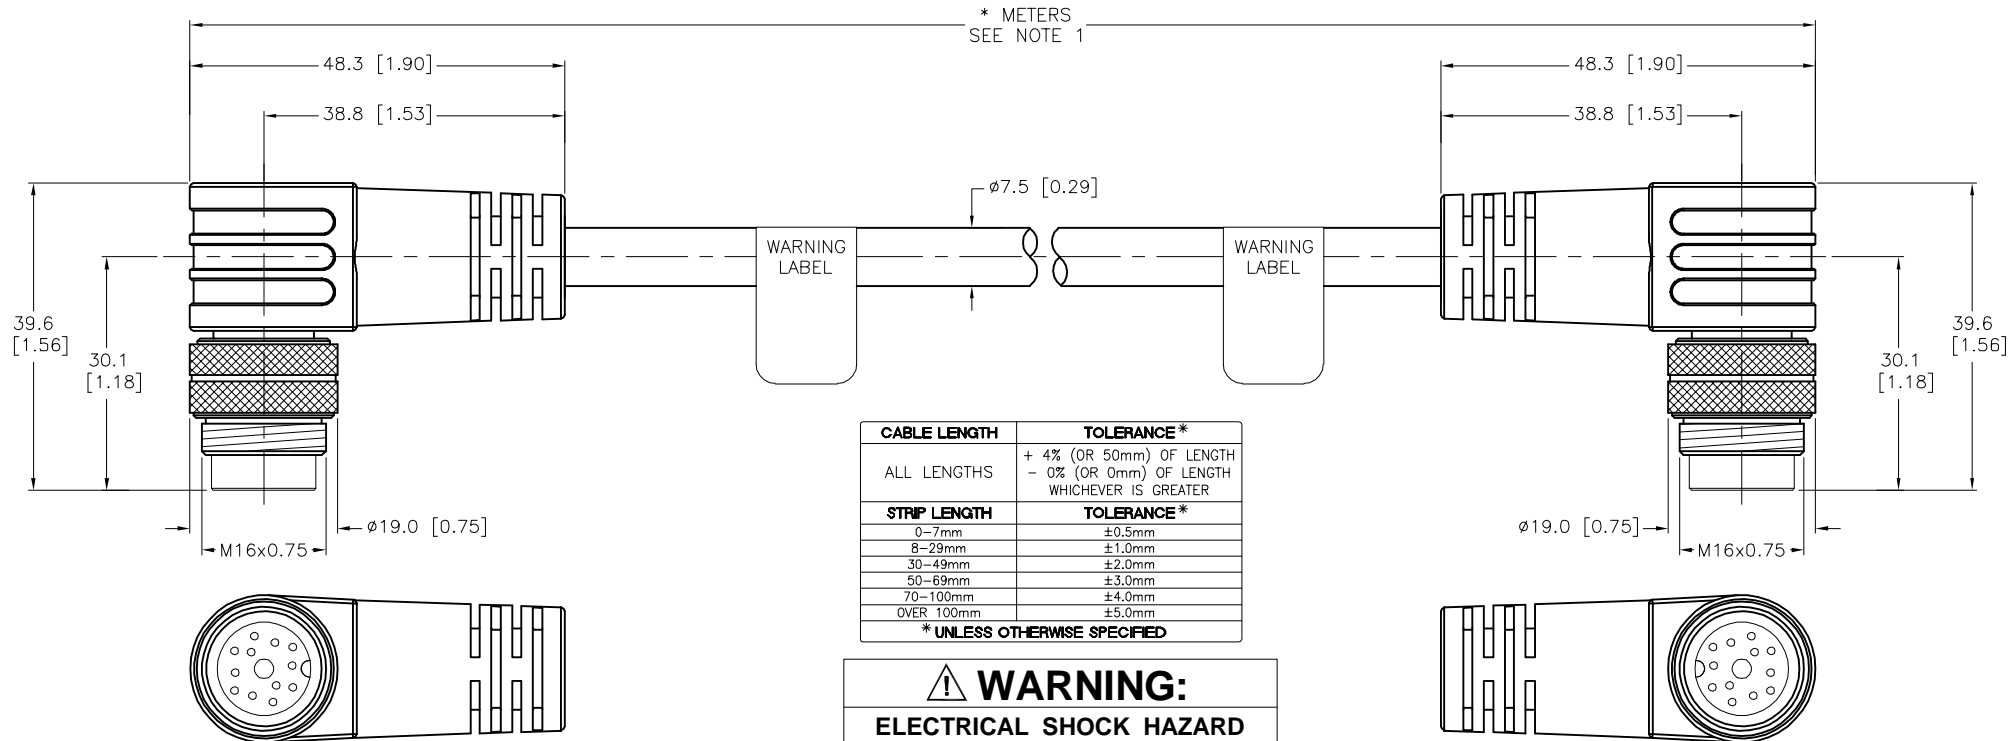 * METERS
SEE NOTE 1
48.3 [1.90]
48.3 [1.90]
38.8 [1.53]
38.8 [1.53]
ø7.5 [0.29]
WARNING
LABEL
WARNING
LABEL
39.6
[1.56]
30.1
[1.18]
39.6
[1.56]
30.1
[1.18]
ø19.0 [0.75]
M16x0.75
ø19.0 [0.75]
M16x0.75
CABLE LENGTH TOLERANCE*
ALL LENGTHS + 4% (OR 50mm) OF LENGTH
- 0% (OR 0mm) OF LENGTH
WHICHEVER IS GREATER
STRIP LENGTH TOLERANCE*
0-7mm ±0.5mm
8-29mm ±1.0mm
30-49mm ±2.0mm
50-69mm ±3.0mm
70-100mm ±4.0mm
OVER 100mm ±5.0mm
* UNLESS OTHERWISE SPECIFIED
⚠ WARNING:
ELECTRICAL SHOCK HAZARD